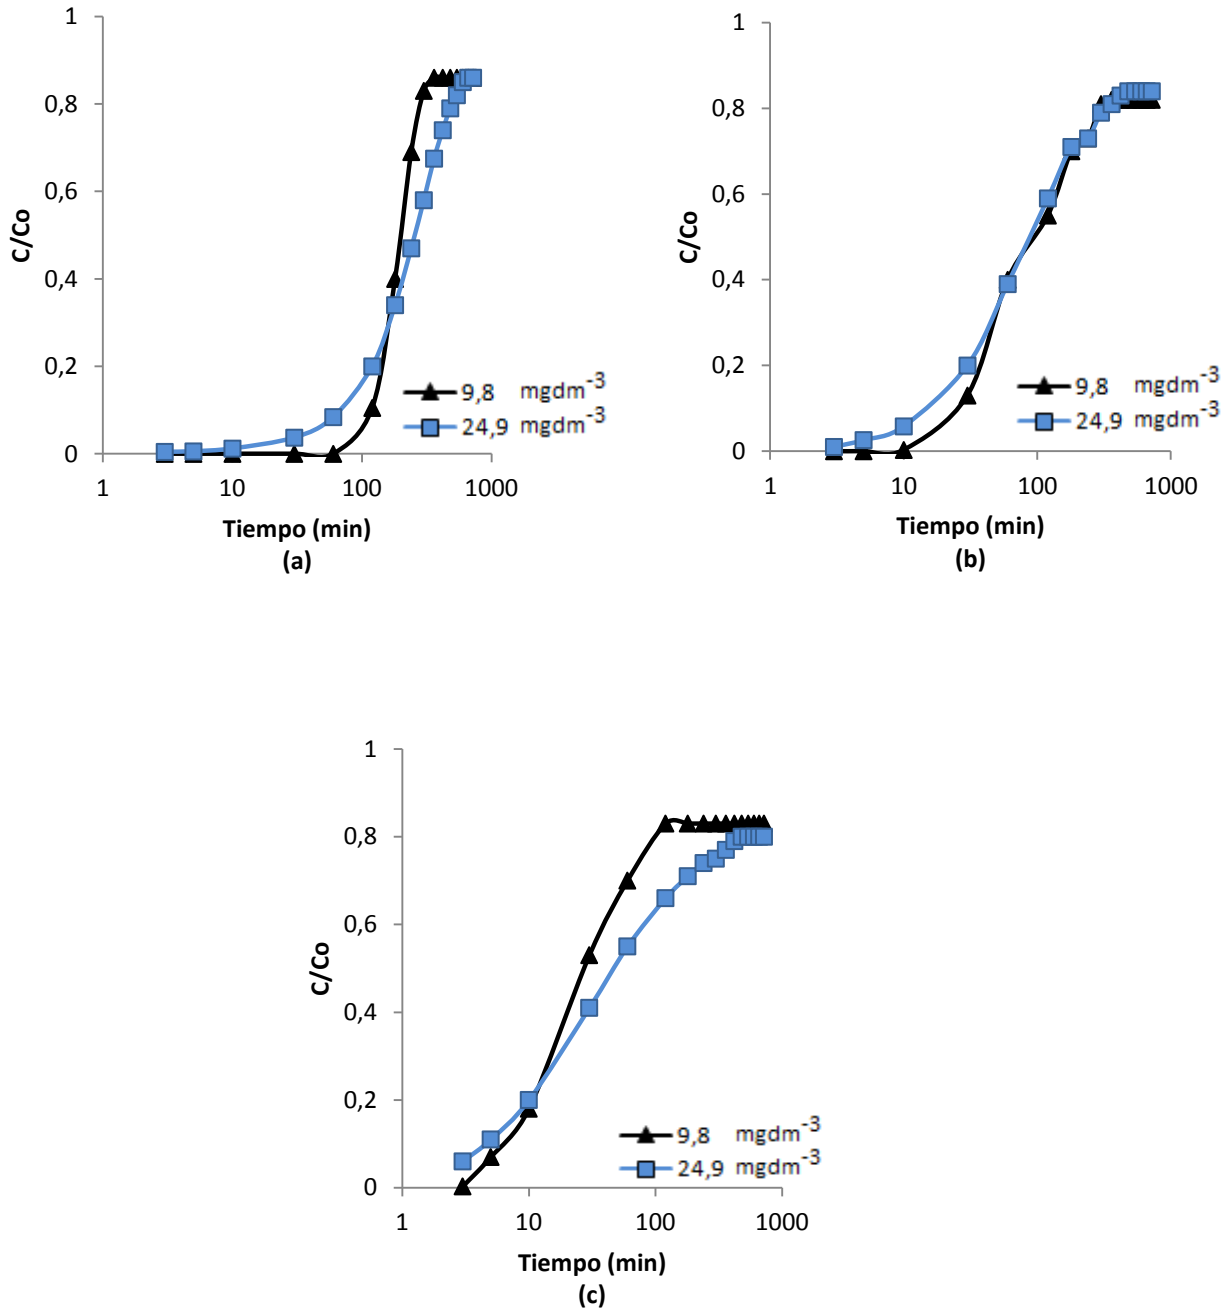 1
0,8
0,6
0,4
0,2
0
C/Co
1 10 100 1000
Tiempo (min)
(a)
9,8 mgdm-3
24,9 mgdm-3
1
0,8
0,6
0,4
0,2
0
C/Co
1 10 100 1000
Tiempo (min)
(b)
9,8 mgdm-3
24,9 mgdm-3
1
0,8
0,6
0,4
0,2
0
C/Co
1 10 100 1000
Tiempo (min)
(c)
9,8 mgdm-3
24,9 mgdm-3